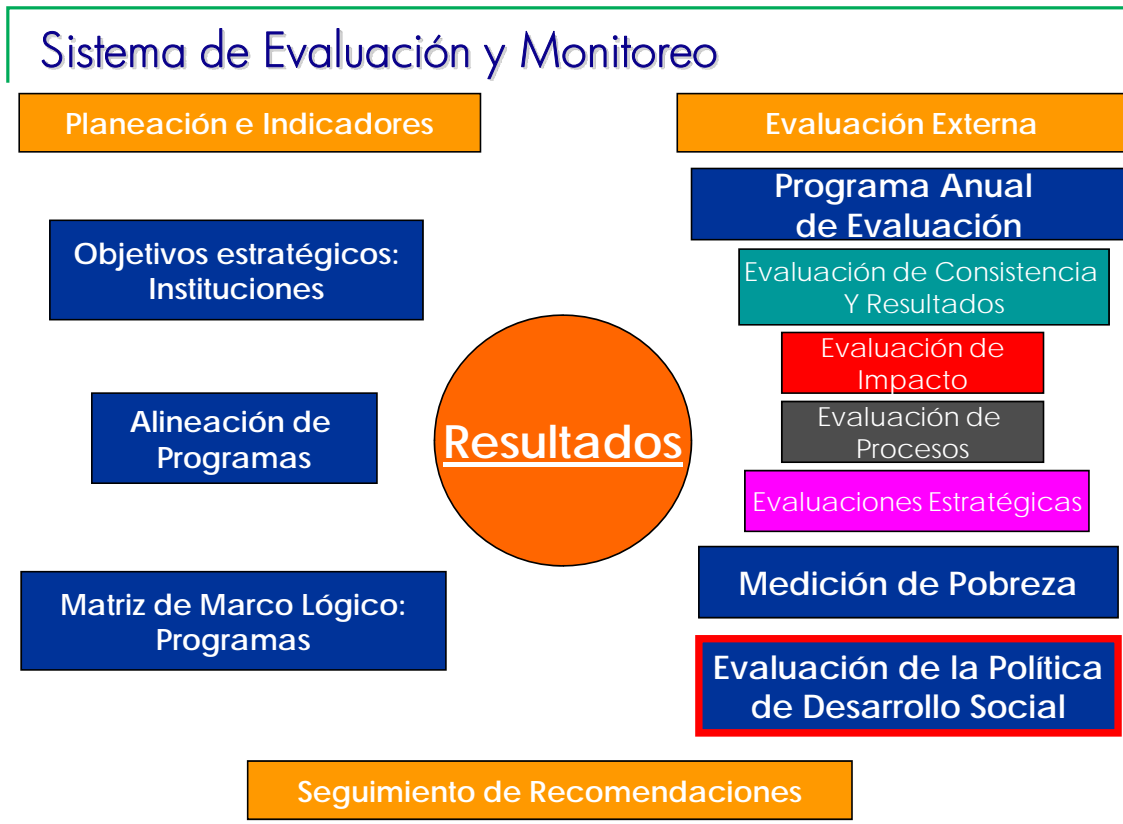 Sistema de Evaluación y Monitoreo
Planeación e Indicadores
Objetivos estratégicos:
Instituciones
Alineación de
Programas
Matriz de Marco Lógico:
Programas
Resultados
Evaluación Externa
Programa Anual
de Evaluación
Evaluación de Consistencia
Y Resultados
Evaluación de
Impacto
Evaluación de
Procesos
Evaluaciones Estratégicas
Medición de Pobreza
Evaluación de la Política
de Desarrollo Social
Seguimiento de Recomendaciones